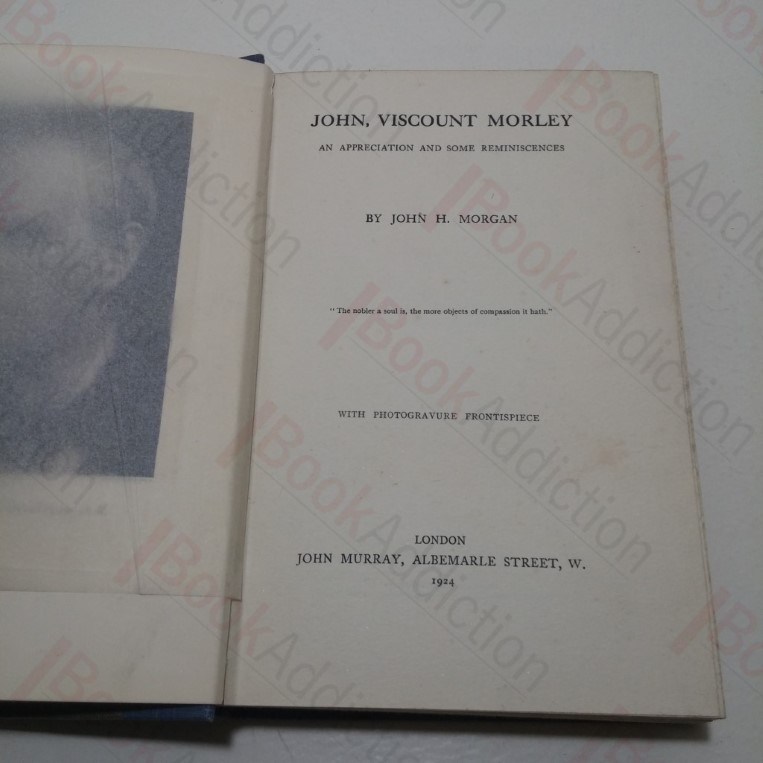 JOHN, VISCOUNT MORLEY
AN APPRECIATION AND SOME REMINISCENCES
BY JOHN H. MORGAN
" The nobler a soul is, the more objects of compassion it hath."
WITH PHOTOGRAVURE FRONTISPIECE
LONDON
JOHN MURRAY, ALBEMARLE STREET, W.
1924
BookAddiction